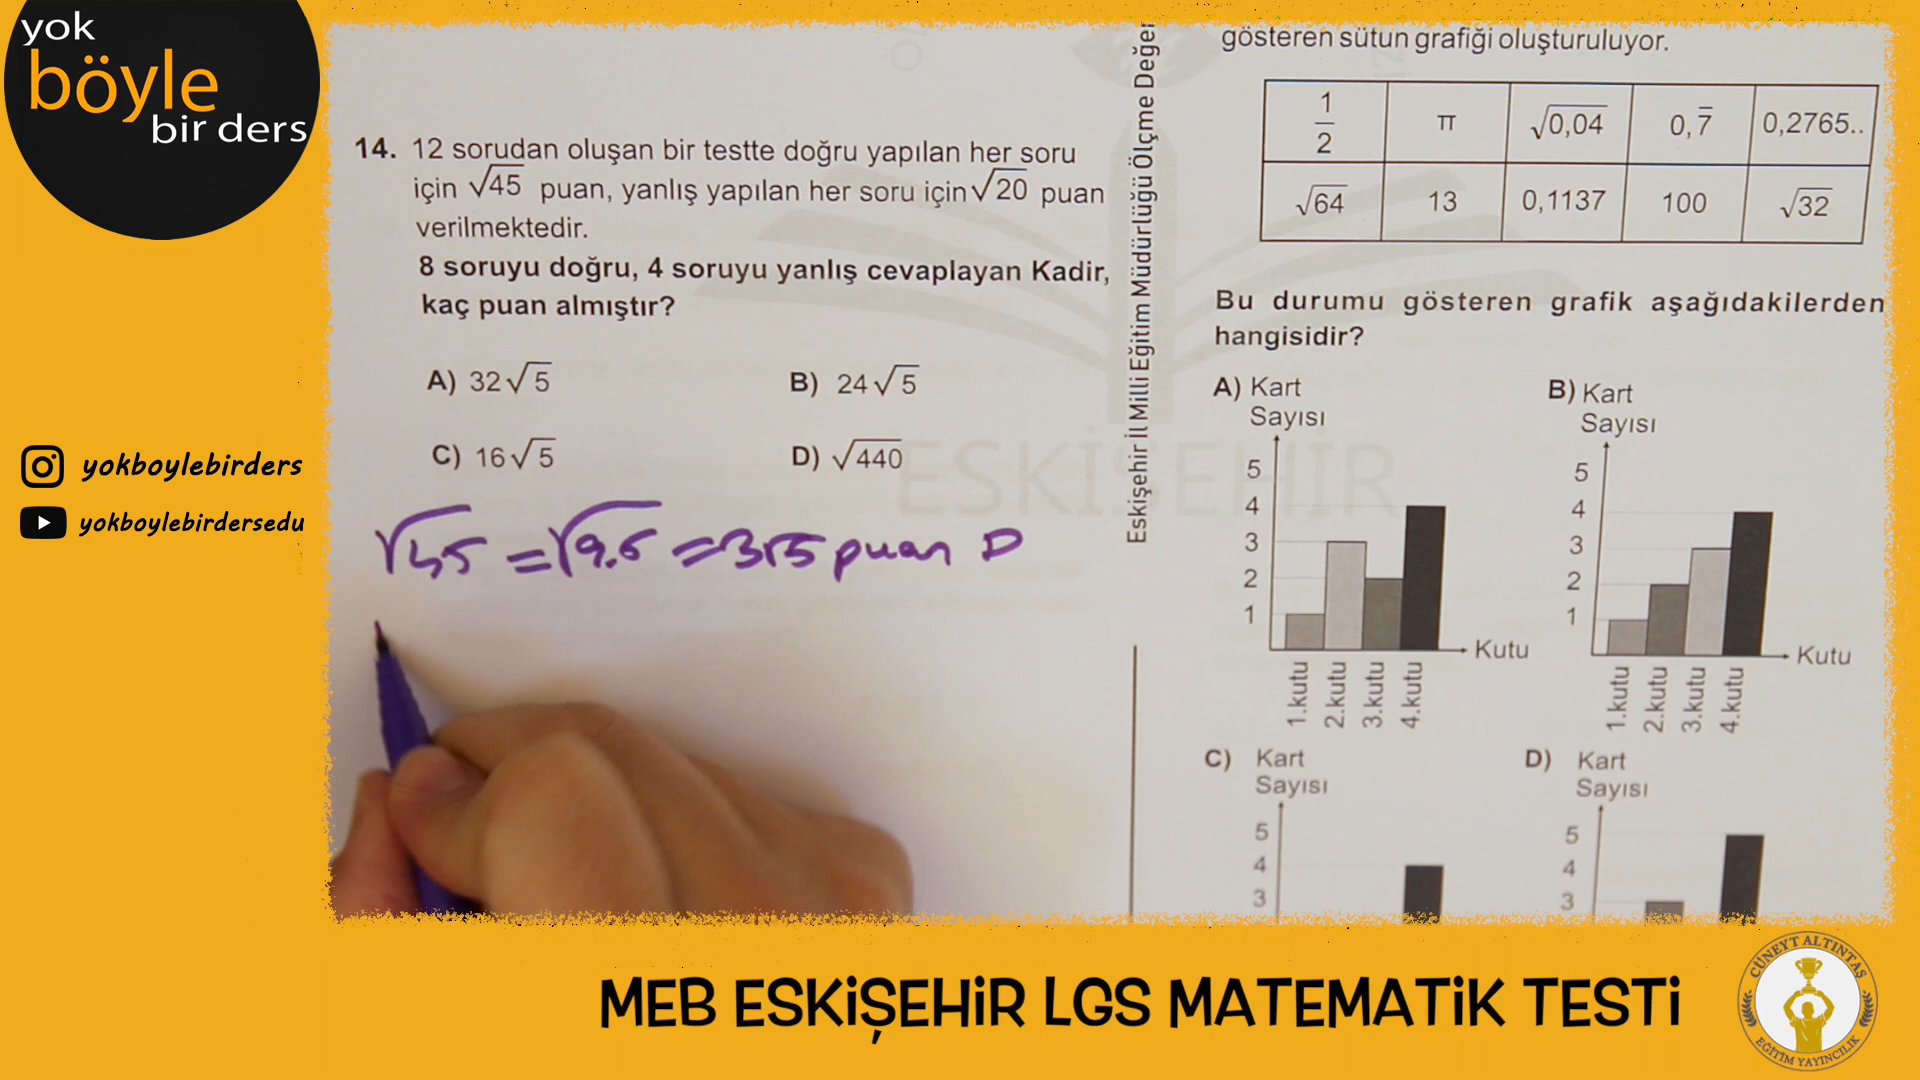 yok
böyle
bir ders
yokboylebirders
yokboylebirdersedu
14. 12 sorudan oluşan bir testte doğru yapılan her soru
için √45 puan, yanlış yapılan her soru için √20 puan
verilmektedir.
8 soruyu doğru, 4 soruyu yanlış cevaplayan Kadir,
kaç puan almıştır?
A) 32√5
B) 24√5
C) 16√5
D) √440
√45 = √9.5 = 3√5 puan D
ESKİŞEHİR
Eskişehir İl Milli Eğitim Müdürlüğü Ölçme Değer
gösteren sütun grafiği oluşturuluyor.
1/2 π √0,04 0,7̅ 0,2765..
√64 13 0,1137 100 √32
Bu durumu gösteren grafik aşağıdakilerden
hangisidir?
A) Kart
Sayısı
5
4
3
2
1
Kutu
1.kutu
2.kutu
3.kutu
4.kutu
B) Kart
Sayısı
5
4
3
2
1
Kutu
1.kutu
2.kutu
3.kutu
4.kutu
C) Kart
Sayısı
5
4
3
D) Kart
Sayısı
5
4
3
MEB ESKİŞEHİR LGS MATEMATİK TESTİ
CÜNEYT ALTINTAŞ
EĞİTİM YAYINCILIK